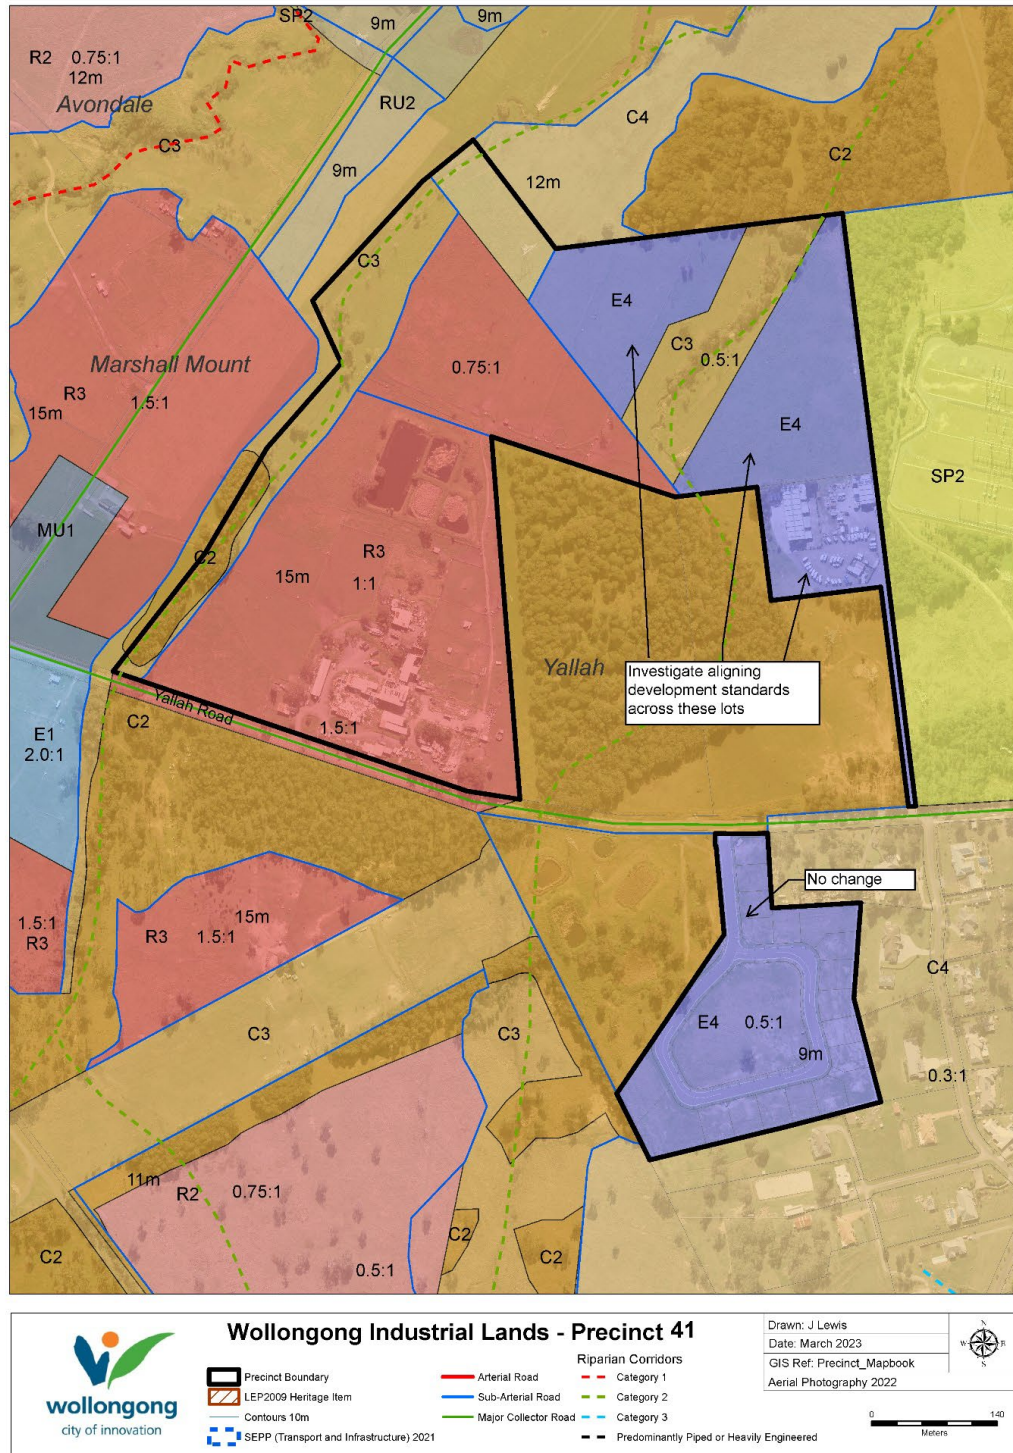 SP2
9m
9m
R2 0.75:1
12m
Avondale
RU2
C4
C3
C2
9m
12m
C3
E4
C3
0.5:1
Marshall Mount
0.75:1
R3
15m
1.5:1
E4
SP2
MU1
C2
R3
15m
1:1
Yallah
Investigate aligning
development standards
across these lots
Yallah Road
C2
1.5:1
E1
2.0:1
No change
15m
R3 1.5:1
1.5:1
R3
C4
C3
C3
E4 0.5:1
9m
0.3:1
11m
R2
0.75:1
C2
C2
C2
0.5:1
wollongong
city of innovation
Wollongong Industrial Lands - Precinct 41
Precinct Boundary
LEP2009 Heritage Item
Contours 10m
SEPP (Transport and Infrastructure) 2021
Arterial Road
Sub-Arterial Road
Major Collector Road
Riparian Corridors
Category 1
Category 2
Category 3
Predominantly Piped or Heavily Engineered
Drawn: J Lewis
Date: March 2023
GIS Ref: Precinct_Mapbook
Aerial Photography 2022
N
W E
S
0 140
Meters